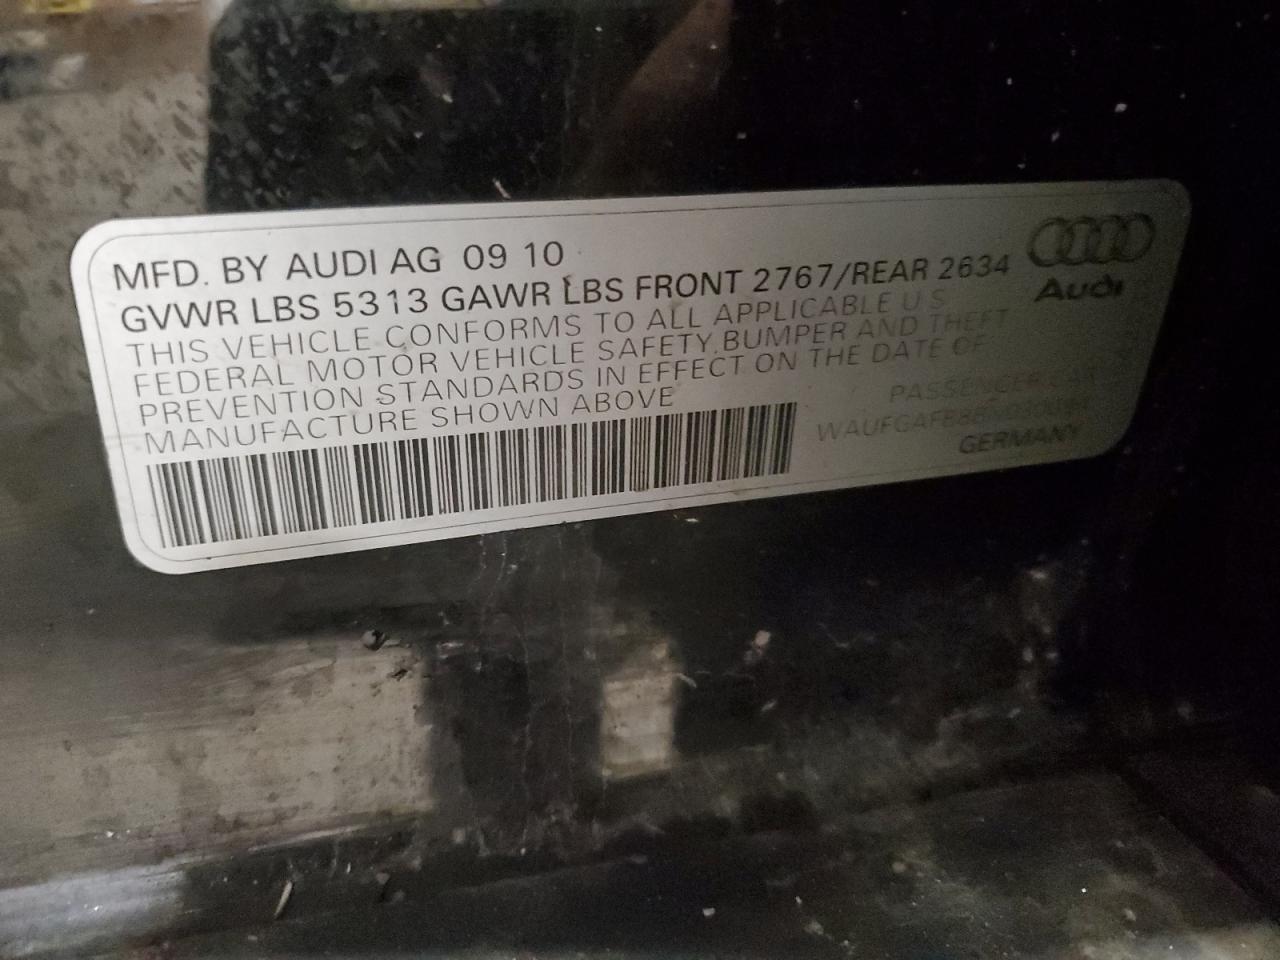 MFD. BY AUDI AG 09 10
GVWR LBS 5313 GAWR LBS FRONT 2767/REAR 2634
THIS VEHICLE CONFORMS TO ALL APPLICABLE U S
FEDERAL MOTOR VEHICLE SAFETY, BUMPER AND THEFT
PREVENTION STANDARDS IN EFFECT ON THE DATE OF
MANUFACTURE SHOWN ABOVE
Audi
PASSENGER CAR
GERMANY